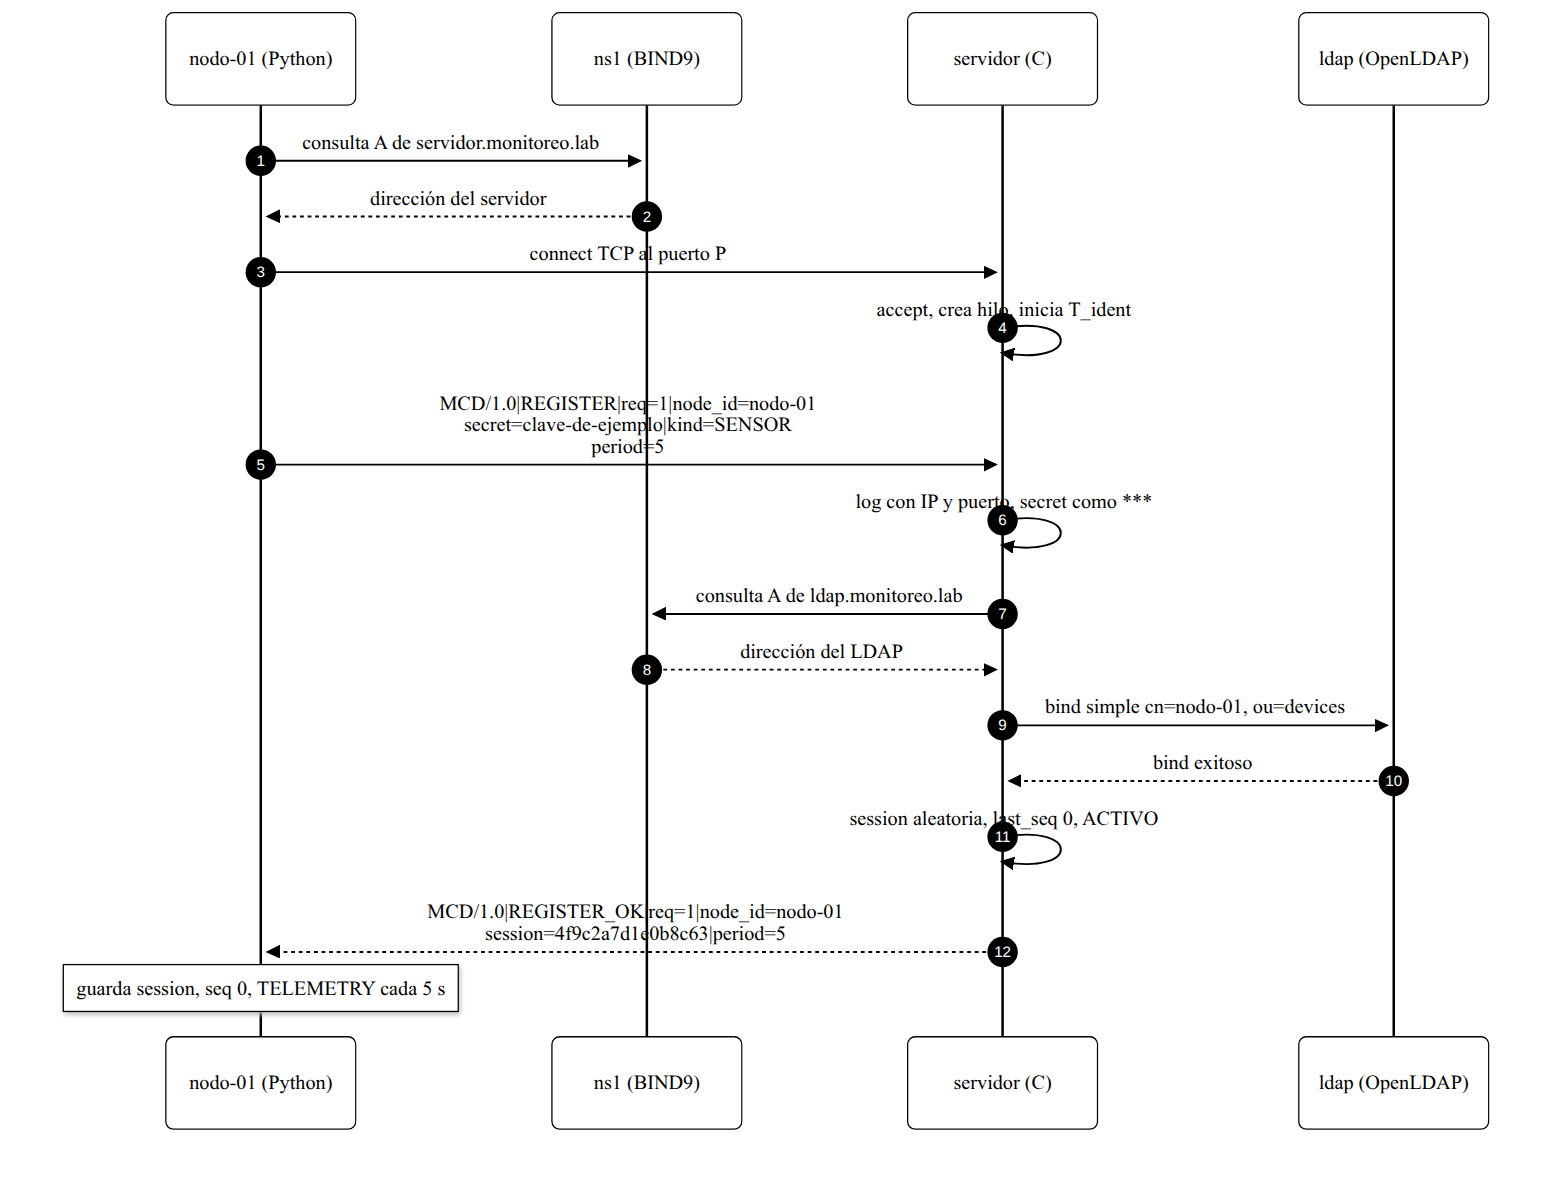 nodo-01 (Python)
ns1 (BIND9)
servidor (C)
ldap (OpenLDAP)
consulta A de servidor.monitoreo.lab
1
dirección del servidor
2
connect TCP al puerto P
3
accept, crea hilo, inicia T_ident
4
MCD/1.0|REGISTER|req=1|node_id=nodo-01
secret=clave-de-ejemplo|kind=SENSOR
period=5
5
log con IP y puerto, secret como ***
6
consulta A de ldap.monitoreo.lab
7
dirección del LDAP
8
bind simple cn=nodo-01, ou=devices
9
bind exitoso
10
session aleatoria, last_seq 0, ACTIVO
11
MCD/1.0|REGISTER_OK|req=1|node_id=nodo-01
session=4f9c2a7d1e0b8c63|period=5
12
guarda session, seq 0, TELEMETRY cada 5 s
nodo-01 (Python)
ns1 (BIND9)
servidor (C)
ldap (OpenLDAP)